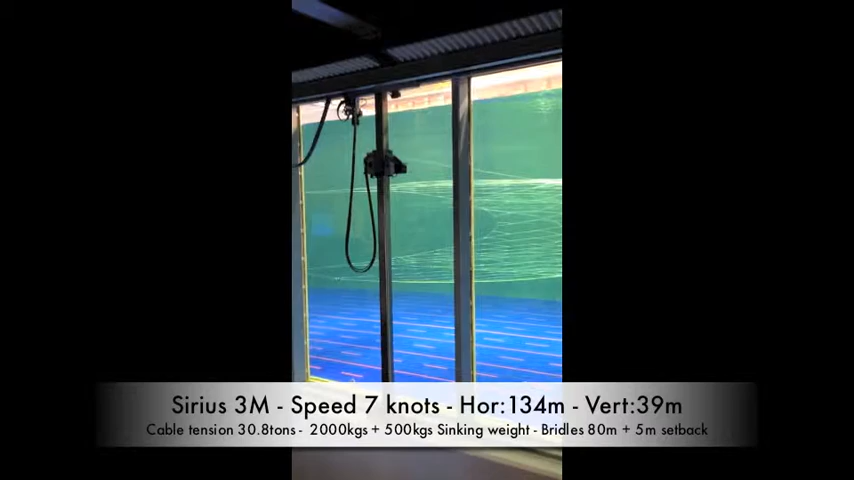 Sirius 3M - Speed 7 knots - Hor:134m - Vert:39m
Cable tension 30.8tons - 2000kgs + 500kgs Sinking weight - Bridles 80m + 5m setback